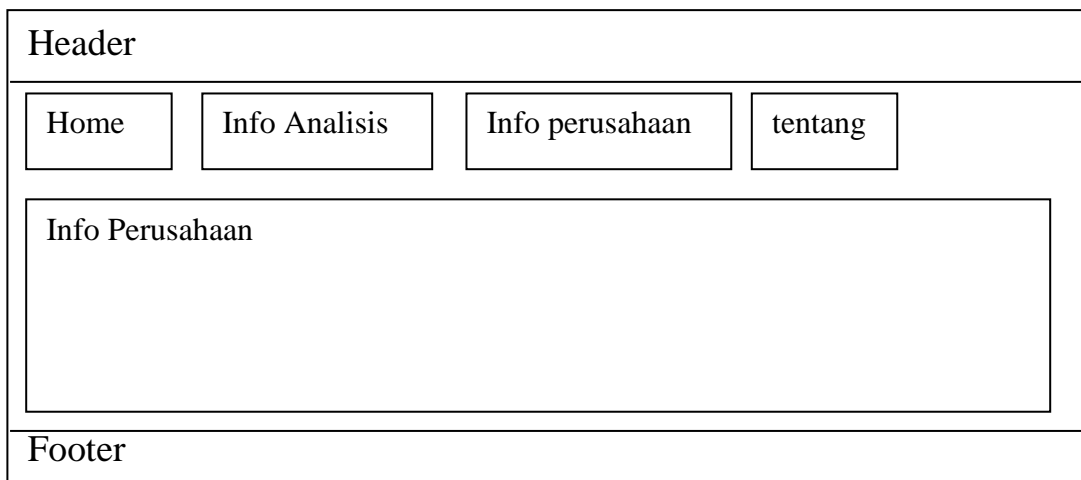 Header
Home Info Analisis Info perusahaan tentang
Info Perusahaan
Footer